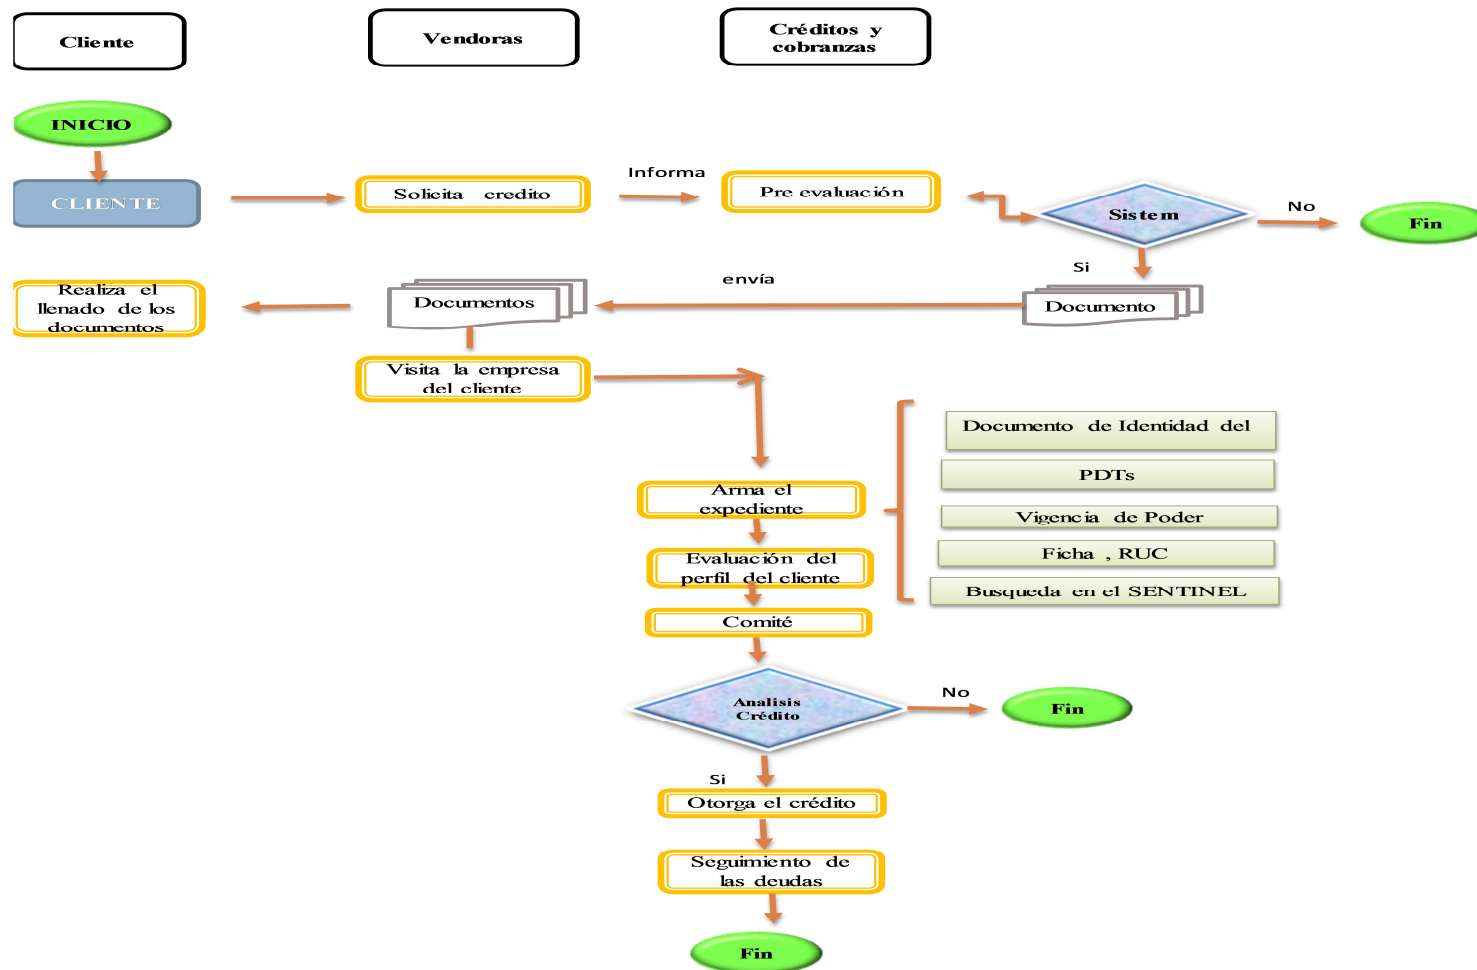 Cliente
Vendoras
Créditos y
cobranzas
INICIO
CLIENTE
Solicita credito
Informa
Pre evaluación
Sistem
No
Fin
Si
Realiza el
llenado de los
documentos
Documentos
envía
Documento
Visita la empresa
del cliente
Documento de Identidad del
PDTs
Arma el
expediente
Vigencia de Poder
Ficha , RUC
Evaluación del
perfil del cliente
Busqueda en el SENTINEL
Comité
Analisis
Crédito
No
Fin
Si
Otorga el crédito
Seguimiento de
las deudas
Fin